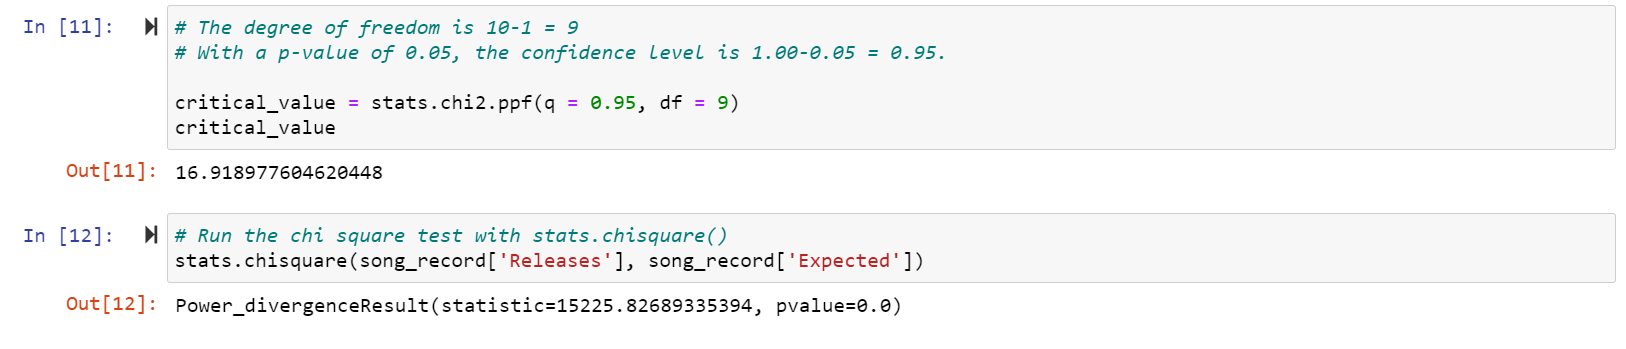 In [11]:
# The degree of freedom is 10-1 = 9
# With a p-value of 0.05, the confidence level is 1.00-0.05 = 0.95.
critical_value = stats.chi2.ppf(q = 0.95, df = 9)
critical_value
Out[11]: 16.918977604620448
In [12]:
# Run the chi square test with stats.chisquare()
stats.chisquare(song_record['Releases'], song_record['Expected'])
Out[12]: Power_divergenceResult(statistic=15225.82689335394, pvalue=0.0)